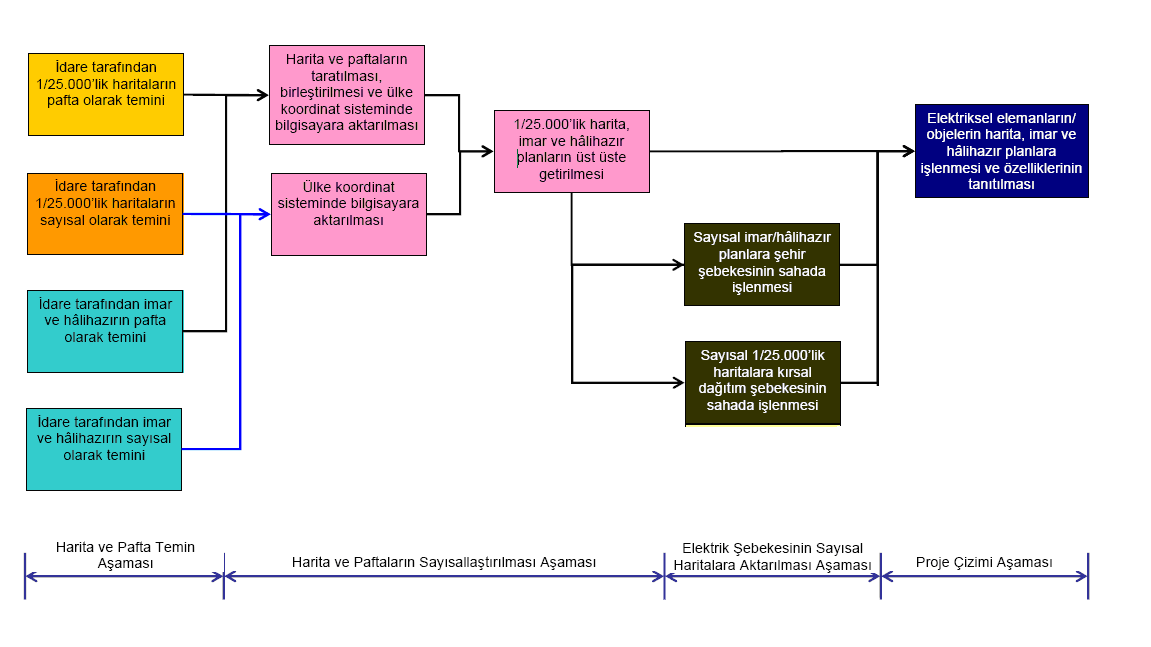 İdare tarafından
1/25.000'lik haritaların
pafta olarak temini
İdare tarafından
1/25.000'lik haritaların
sayısal olarak temini
İdare tarafından imar
ve hâlihazırın pafta
olarak temini
İdare tarafından imar
ve hâlihazırın sayısal
olarak temini
Harita ve paftaların
taratılması,
birleştirilmesi ve ülke
koordinat sisteminde
bilgisayara aktarılması
Ülke koordinat
sisteminde bilgisayara
aktarılması
1/25.000'lik harita,
imar ve hâlihazır
planların üst üste
getirilmesi
Sayısal imar/hâlihazır
planlara şehir
şebekesinin sahada
işlenmesi
Sayısal 1/25.000'lik
haritalara kırsal
dağıtım şebekesinin
sahada işlenmesi
Elektriksel elemanların/
objelerin harita, imar ve
hâlihazır planlara
işlenmesi ve özelliklerinin
tanıtılması
Harita ve Pafta Temin
Aşaması
Harita ve Paftaların Sayısallaştırılması Aşaması
Elektrik Şebekesinin Sayısal
Haritalara Aktarılması Aşaması
Proje Çizimi Aşaması